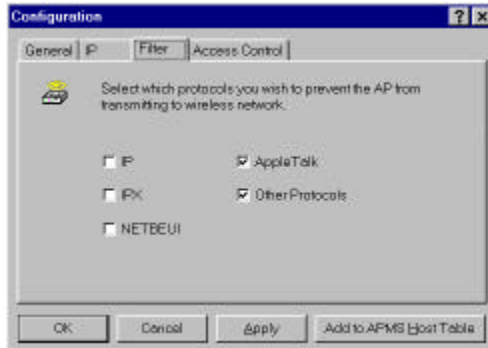 Configuration
General IP Filter Access Control
Select which protocols you wish to prevent the AP from
transmitting to wireless network.
IP AppleTalk
IPX Other Protocols
NETBEUI
OK Cancel Apply Add to APMS Host Table